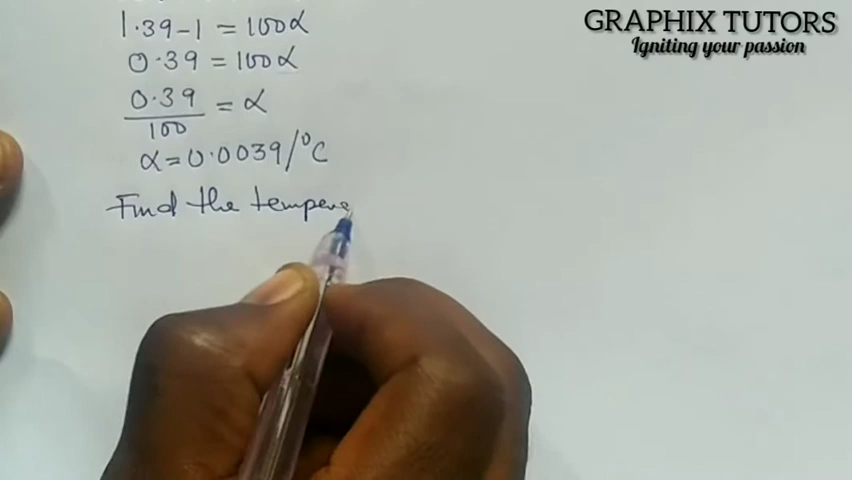 GRAPHIX TUTORS
Igniting your passion
1.39-1 = 100α
0.39 = 100α
0.39/100 = α
α=0.0039/°C
Find the tempera